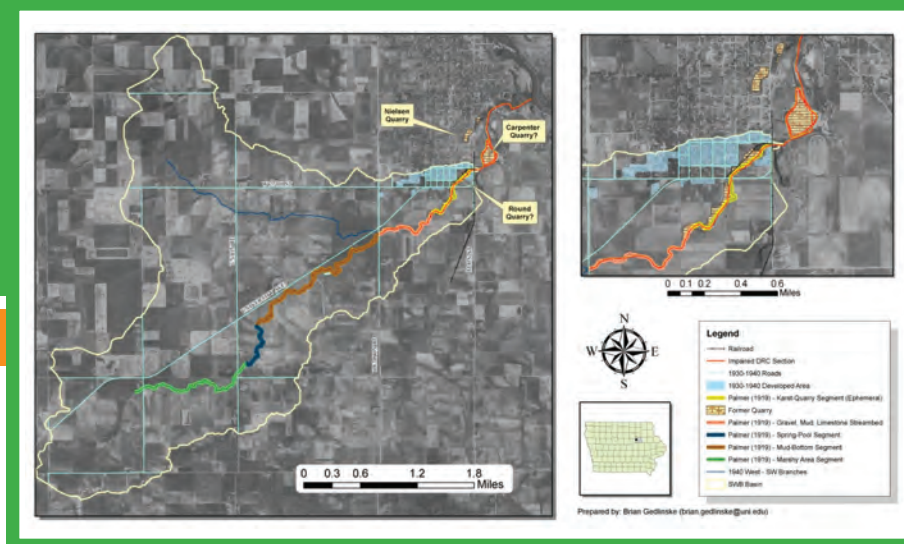 Nielsen
Quarry
Carpenter
Quarry?
Round
Quarry?
0 0.3 0.6 1.2 1.8
Miles
0 0.1 0.2 0.4 0.6
Miles
N
W E
S
Legend
Railroad
Impaired DRC Section
1930-1940 Roads
1930-1940 Developed Area
Palmer (1919) - Karst-Quarry Segment (Ephemeral)
Former Quarry
Palmer (1919) - Gravel, Mud, Limestone Streambed
Palmer (1919) - Spring-Pool Segment
Palmer (1919) - Mud-Bottom Segment
Palmer (1919) - Marshy Area Segment
1940 West - SW Branches
SWB Basin
Prepared by: Brian Gedlinske (brian.gedlinske@uni.edu)